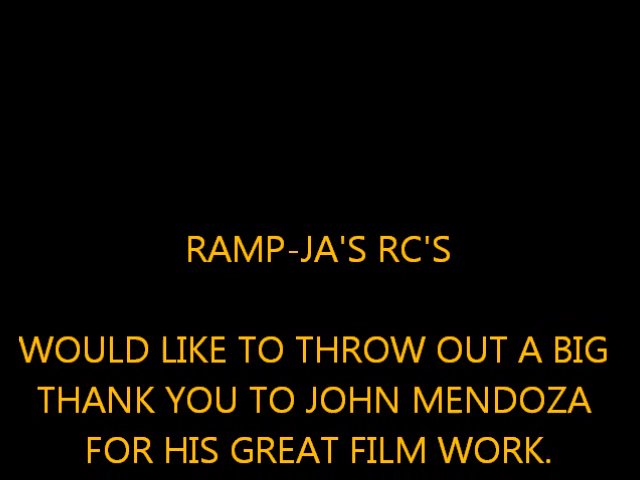 RAMP-JA'S RC'S
WOULD LIKE TO THROW OUT A BIG
THANK YOU TO JOHN MENDOZA
FOR HIS GREAT FILM WORK.